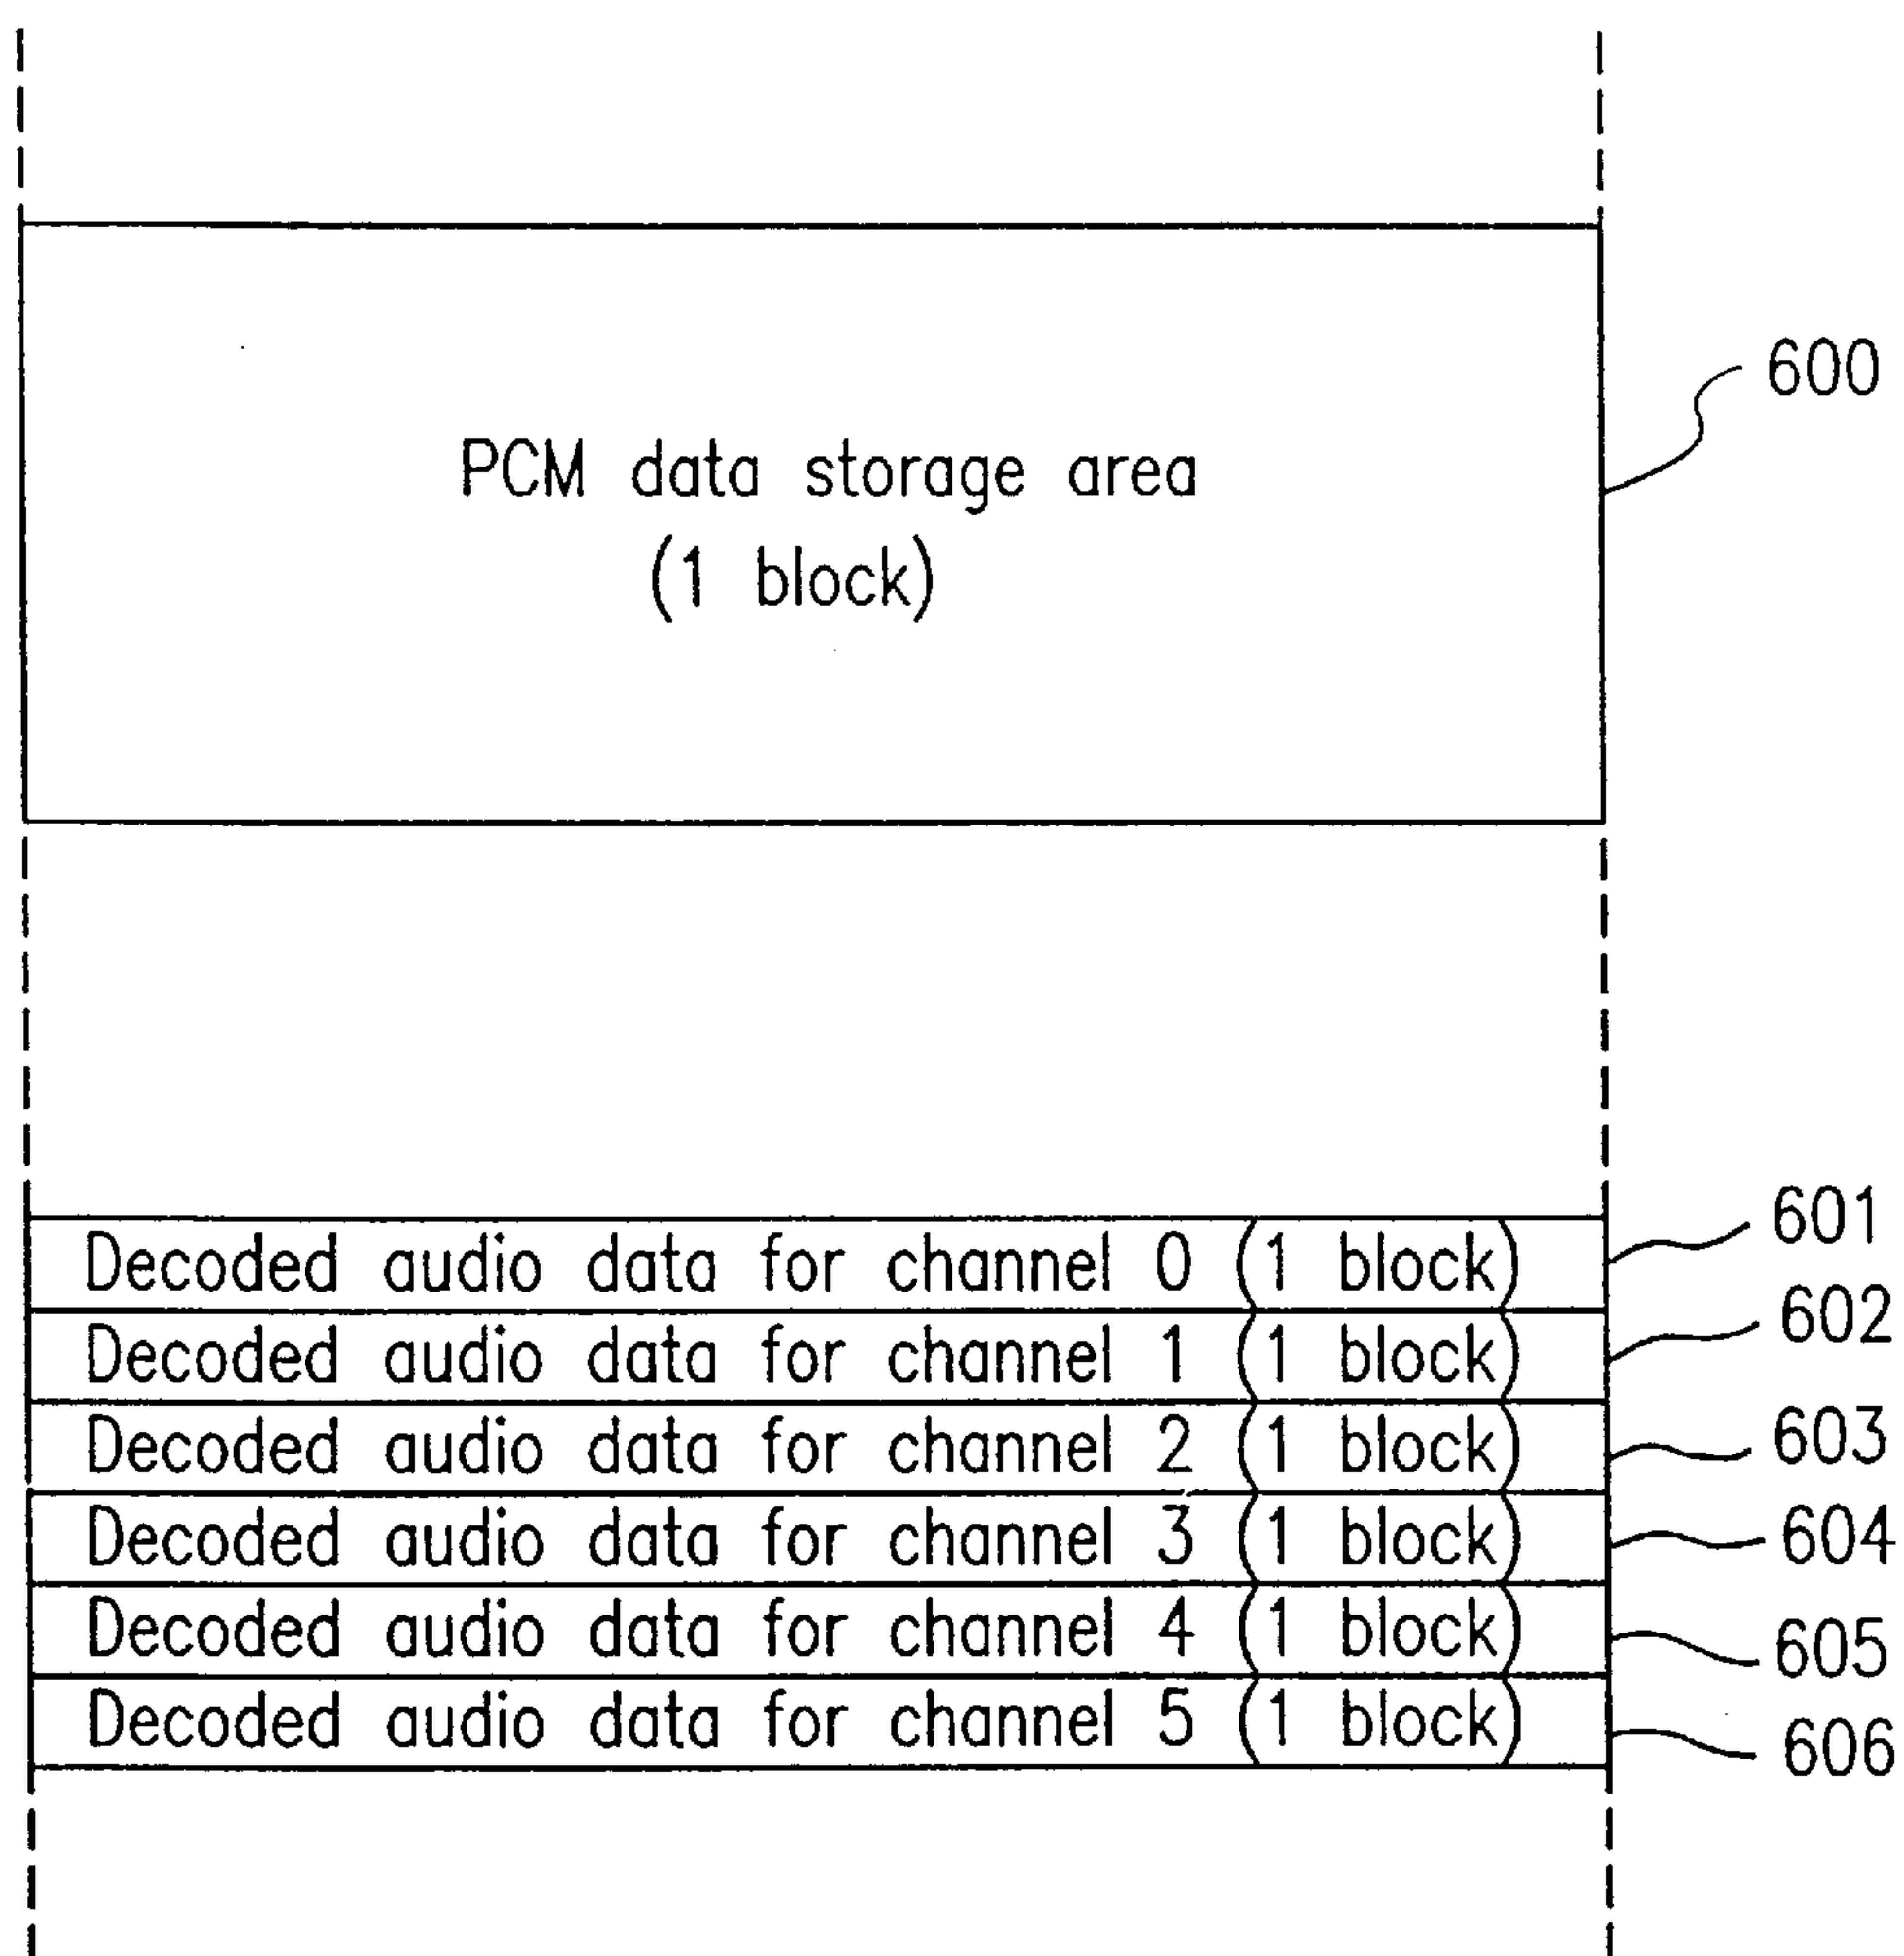 600
PCM data storage area
(1 block)
Decoded audio data for channel 0 (1 block) 601
Decoded audio data for channel 1 (1 block) 602
Decoded audio data for channel 2 (1 block) 603
Decoded audio data for channel 3 (1 block) 604
Decoded audio data for channel 4 (1 block) 605
Decoded audio data for channel 5 (1 block) 606